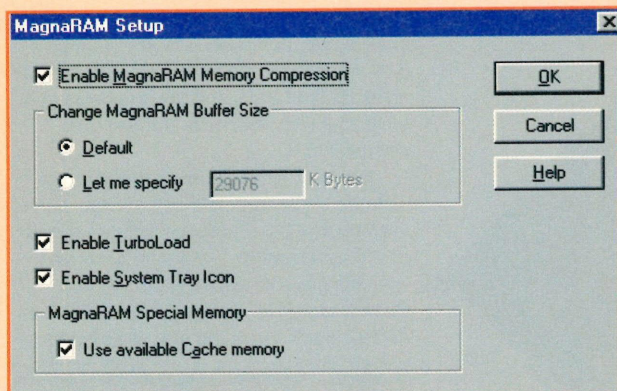 MagnaRAM Setup
Enable MagnaRAM Memory Compression
OK
Change MagnaRAM Buffer Size
Cancel
Default
Let me specify 29076 K Bytes
Help
Enable TurboLoad
Enable System Tray Icon
MagnaRAM Special Memory
Use available Cache memory